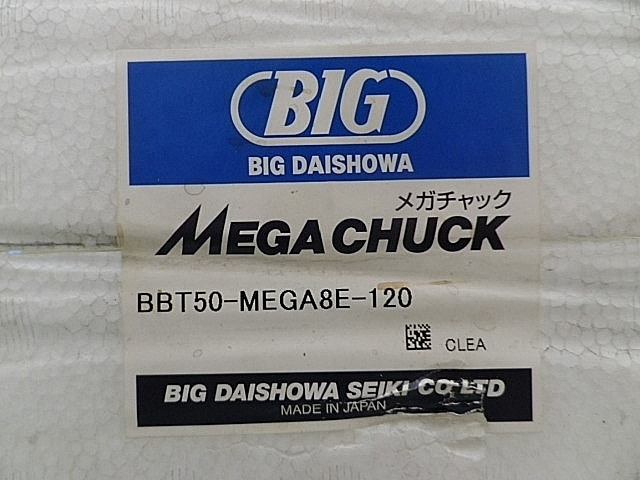 BIG
BIG DAISHOWA
メガチャック
MEGA CHUCK
BBT50-MEGA8E-120
CLEA
BIG DAISHOWA SEIKI CO LTD
MADE IN JAPAN